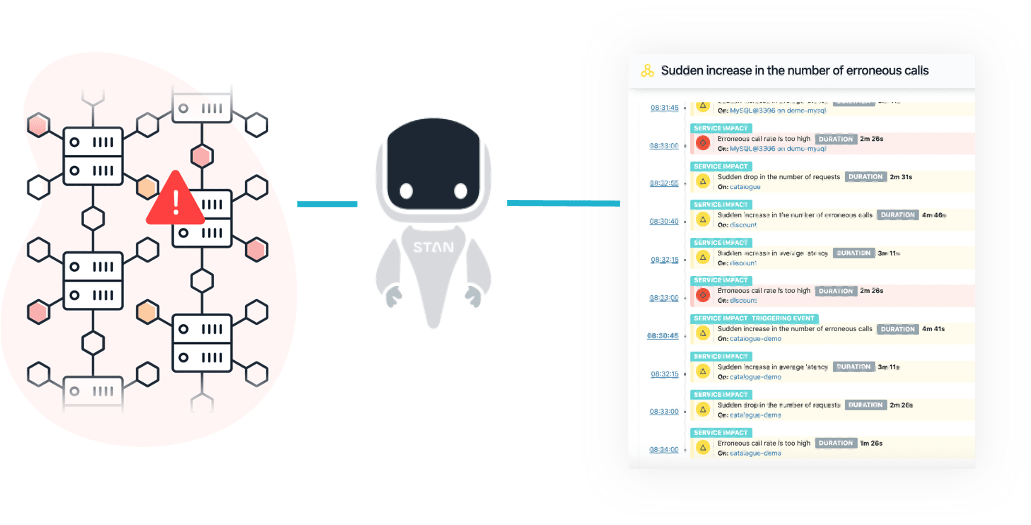 STAN
Sudden increase in the number of erroneous calls
08:31:45
On: MySQL@3306 on demo-mysql
SERVICE IMPACT
08:33:00
Erroneous call rate is too high DURATION 2m 26s
On: MySQL@3306 on demo-mysql
SERVICE IMPACT
Sudden drop in the number of requests DURATION 2m 31s
On: catalogue
SERVICE IMPACT
08:30:40
Sudden increase in the number of erroneous calls DURATION 4m 46s
On: discount
SERVICE IMPACT
08:32:15
Sudden increase in average latency DURATION 3m 11s
On: discount
SERVICE IMPACT
08:33:00
Erroneous call rate is too high DURATION 2m 26s
On: discount
SERVICE IMPACT TRIGGERING EVENT
08:30:45
Sudden increase in the number of erroneous calls DURATION 4m 41s
On: catalogue-demo
SERVICE IMPACT
08:32:15
Sudden increase in average latency DURATION 3m 11s
On: catalogue-demo
SERVICE IMPACT
08:33:00
Sudden drop in the number of requests DURATION 2m 26s
On: catalogue-demo
SERVICE IMPACT
08:34:00
Erroneous call rate is too high DURATION 1m 26s
On: catalogue-demo